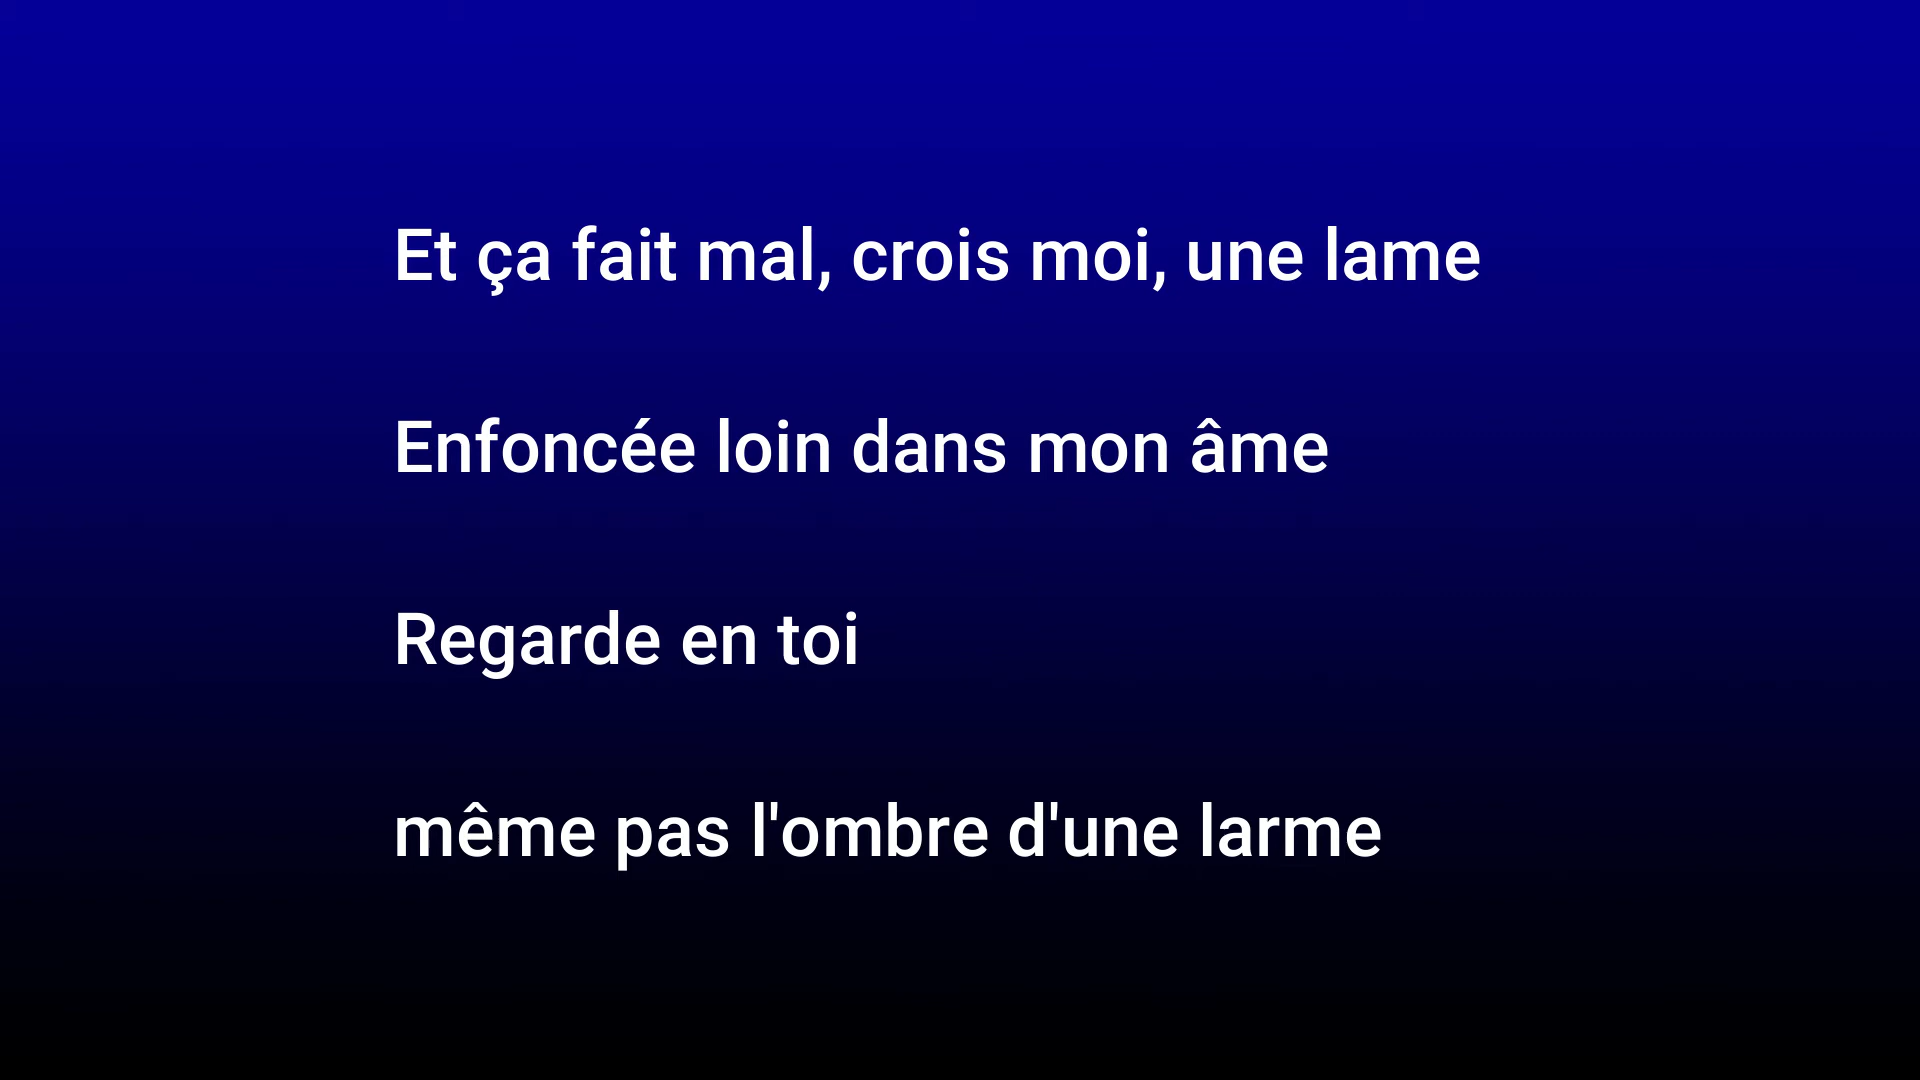 Et ça fait mal, crois moi, une lame
Enfoncée loin dans mon âme
Regarde en toi
même pas l'ombre d'une larme